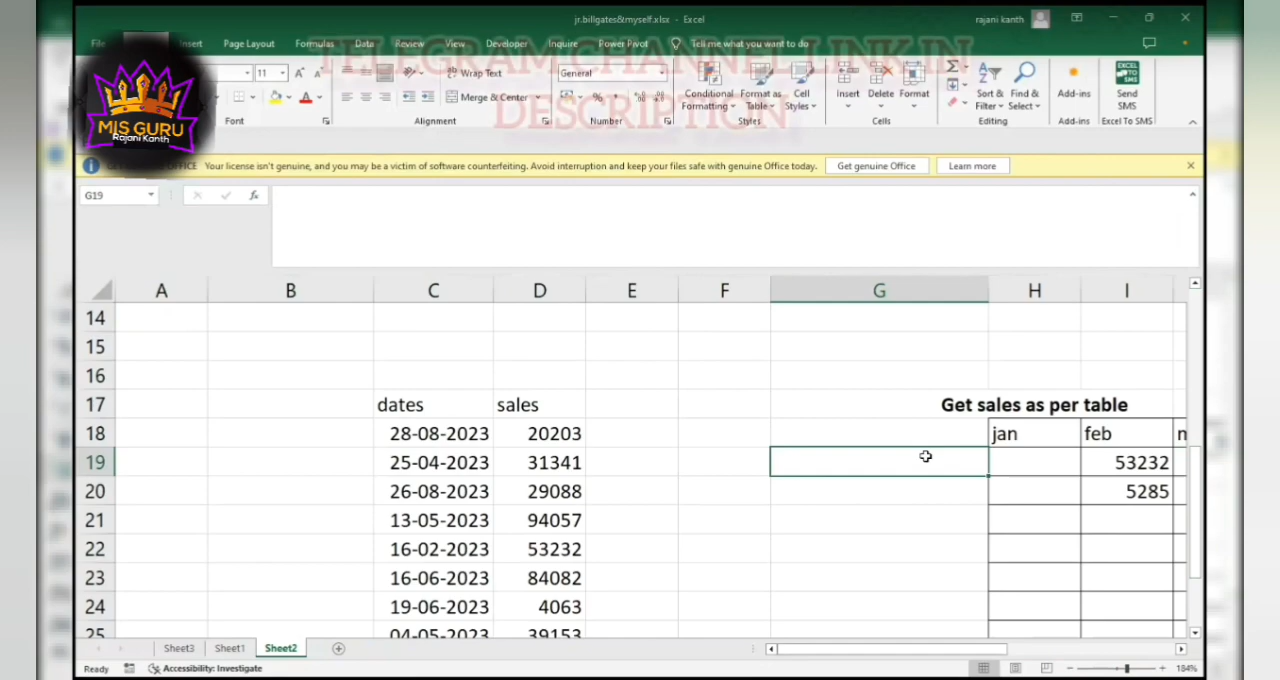 jr.billgates&myself.xlsx - Excel
rajani kanth
File Insert Page Layout Formulas Data Review View Developer Inquire Power Pivot Tell me what you want to do
TELEGRAM CHANNEL LINK IN
DESCRIPTION
MIS GURU
Rajani Kanth
11 Wrap Text General
Merge & Center
Conditional Formatting
Format as Table
Cell Styles
Insert Delete Format
Sort & Filter
Find & Select
Add-ins
Send SMS
EXCEL TO SMS
Font Alignment Number Styles Cells Editing Add-ins Excel To SMS
OFFICE Your license isn't genuine, and you may be a victim of software counterfeiting. Avoid interruption and keep your files safe with genuine Office today. Get genuine Office Learn more
G19 fx
A B C D E F G H I
14
15
16
17 dates sales Get sales as per table
18 28-08-2023 20203 jan feb
19 25-04-2023 31341 53232
20 26-08-2023 29088 5285
21 13-05-2023 94057
22 16-02-2023 53232
23 16-06-2023 84082
24 19-06-2023 4063
25 04-05-2023 39153
Sheet3 Sheet1 Sheet2
Ready Accessibility: Investigate 184%